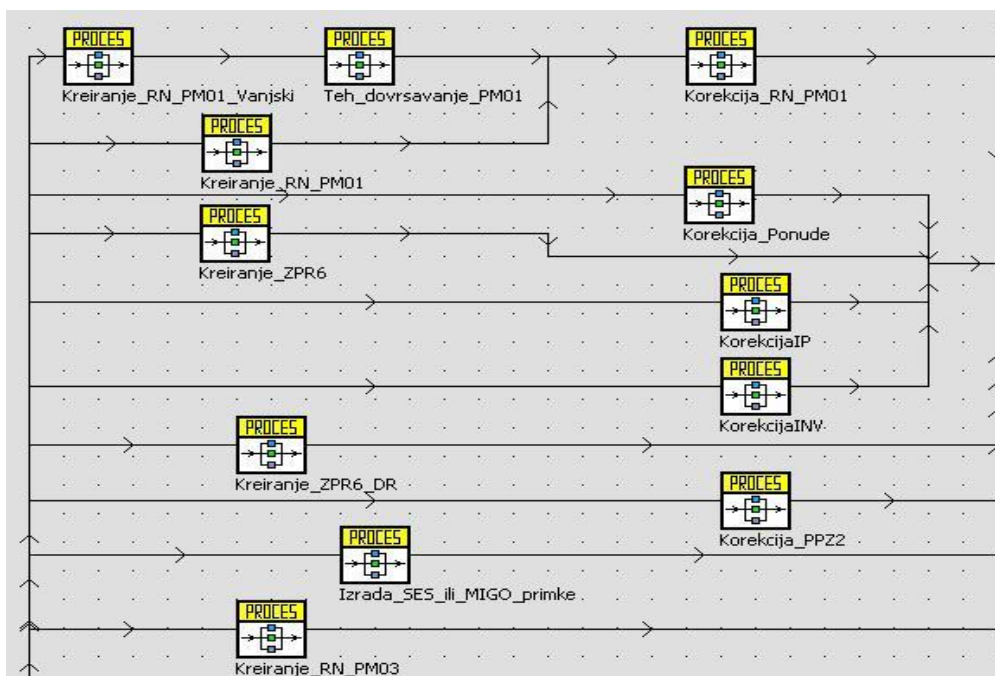 PROCES
Kreiranje_RN_PM01_Vanjski
PROCES
Teh_dovrsavanje_PM01
PROCES
Korekcija_RN_PM01
PROCES
Kreiranje_RN_PM01
PROCES
Korekcija_Ponude
PROCES
Kreiranje_ZPR6
PROCES
KorekcijaIP
PROCES
KorekcijaINV
PROCES
Kreiranje_ZPR6_DR
PROCES
Korekcija_PPZ2
PROCES
Izrada_SES_ili_MIGO_primke
PROCES
Kreiranje_RN_PM03